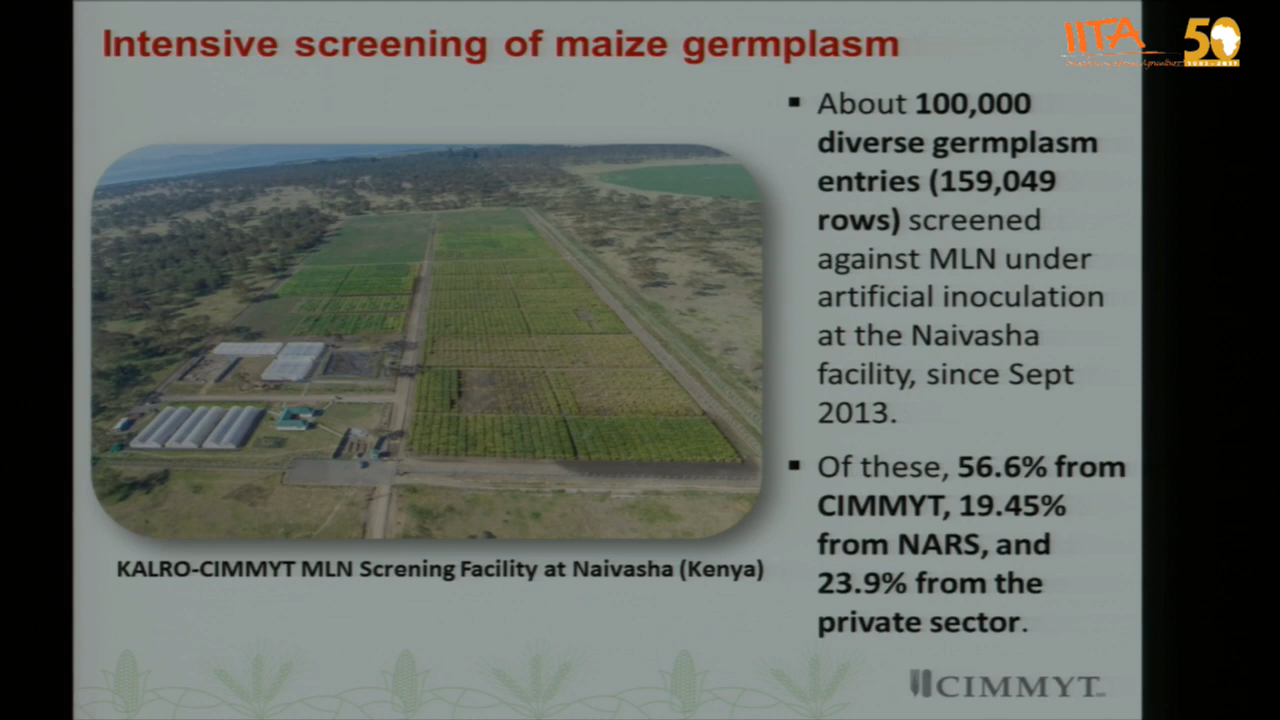 Intensive screening of maize germplasm
IITA
50
▪ About 100,000
diverse germplasm
entries (159,049
rows) screened
against MLN under
artificial inoculation
at the Naivasha
facility, since Sept
2013.
▪ Of these, 56.6% from
CIMMYT, 19.45%
from NARS, and
23.9% from the
private sector.
KALRO-CIMMYT MLN Screning Facility at Naivasha (Kenya)
CIMMYT